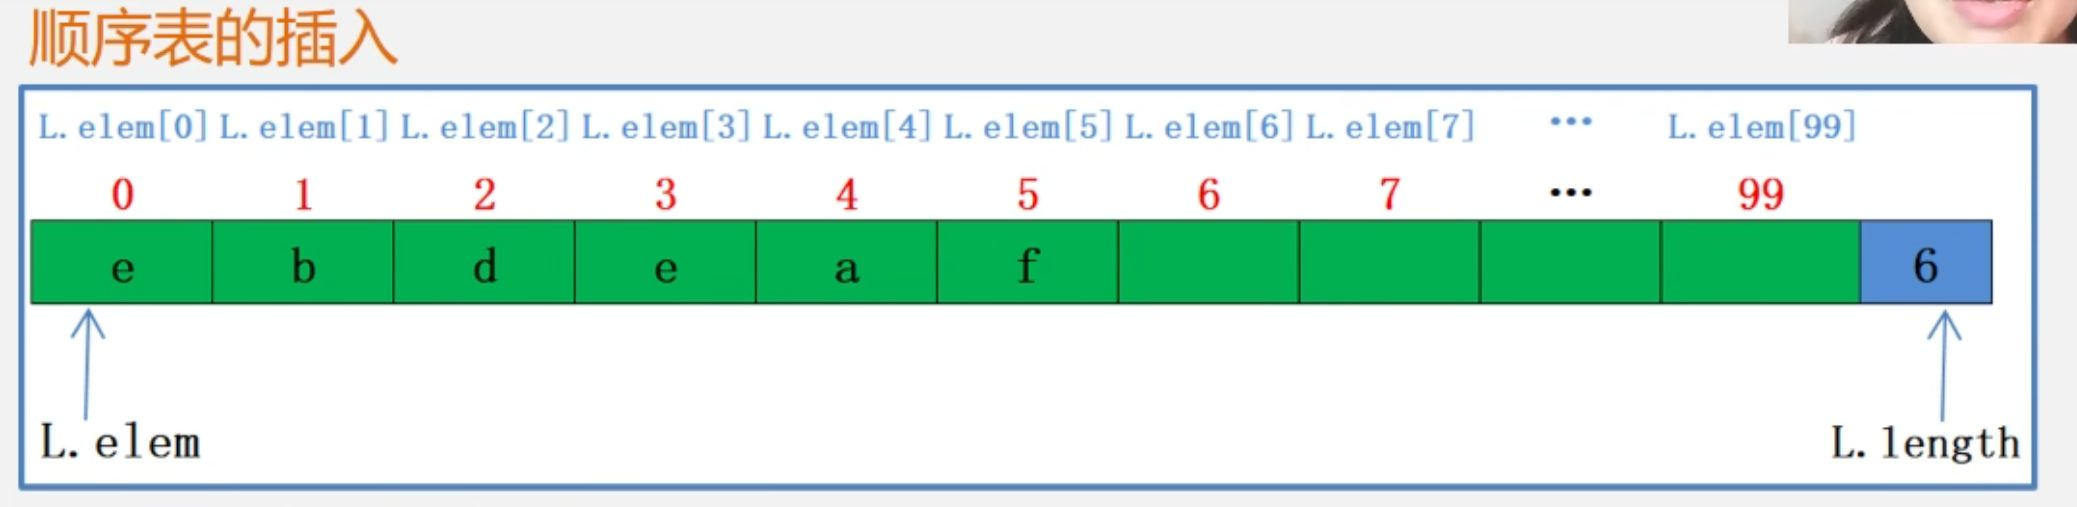 顺序表的插入
L.elem[0] L.elem[1] L.elem[2] L.elem[3] L.elem[4] L.elem[5] L.elem[6] L.elem[7] ... L.elem[99]
0 1 2 3 4 5 6 7 ... 99
e b d e a f 6
L.elem L.length